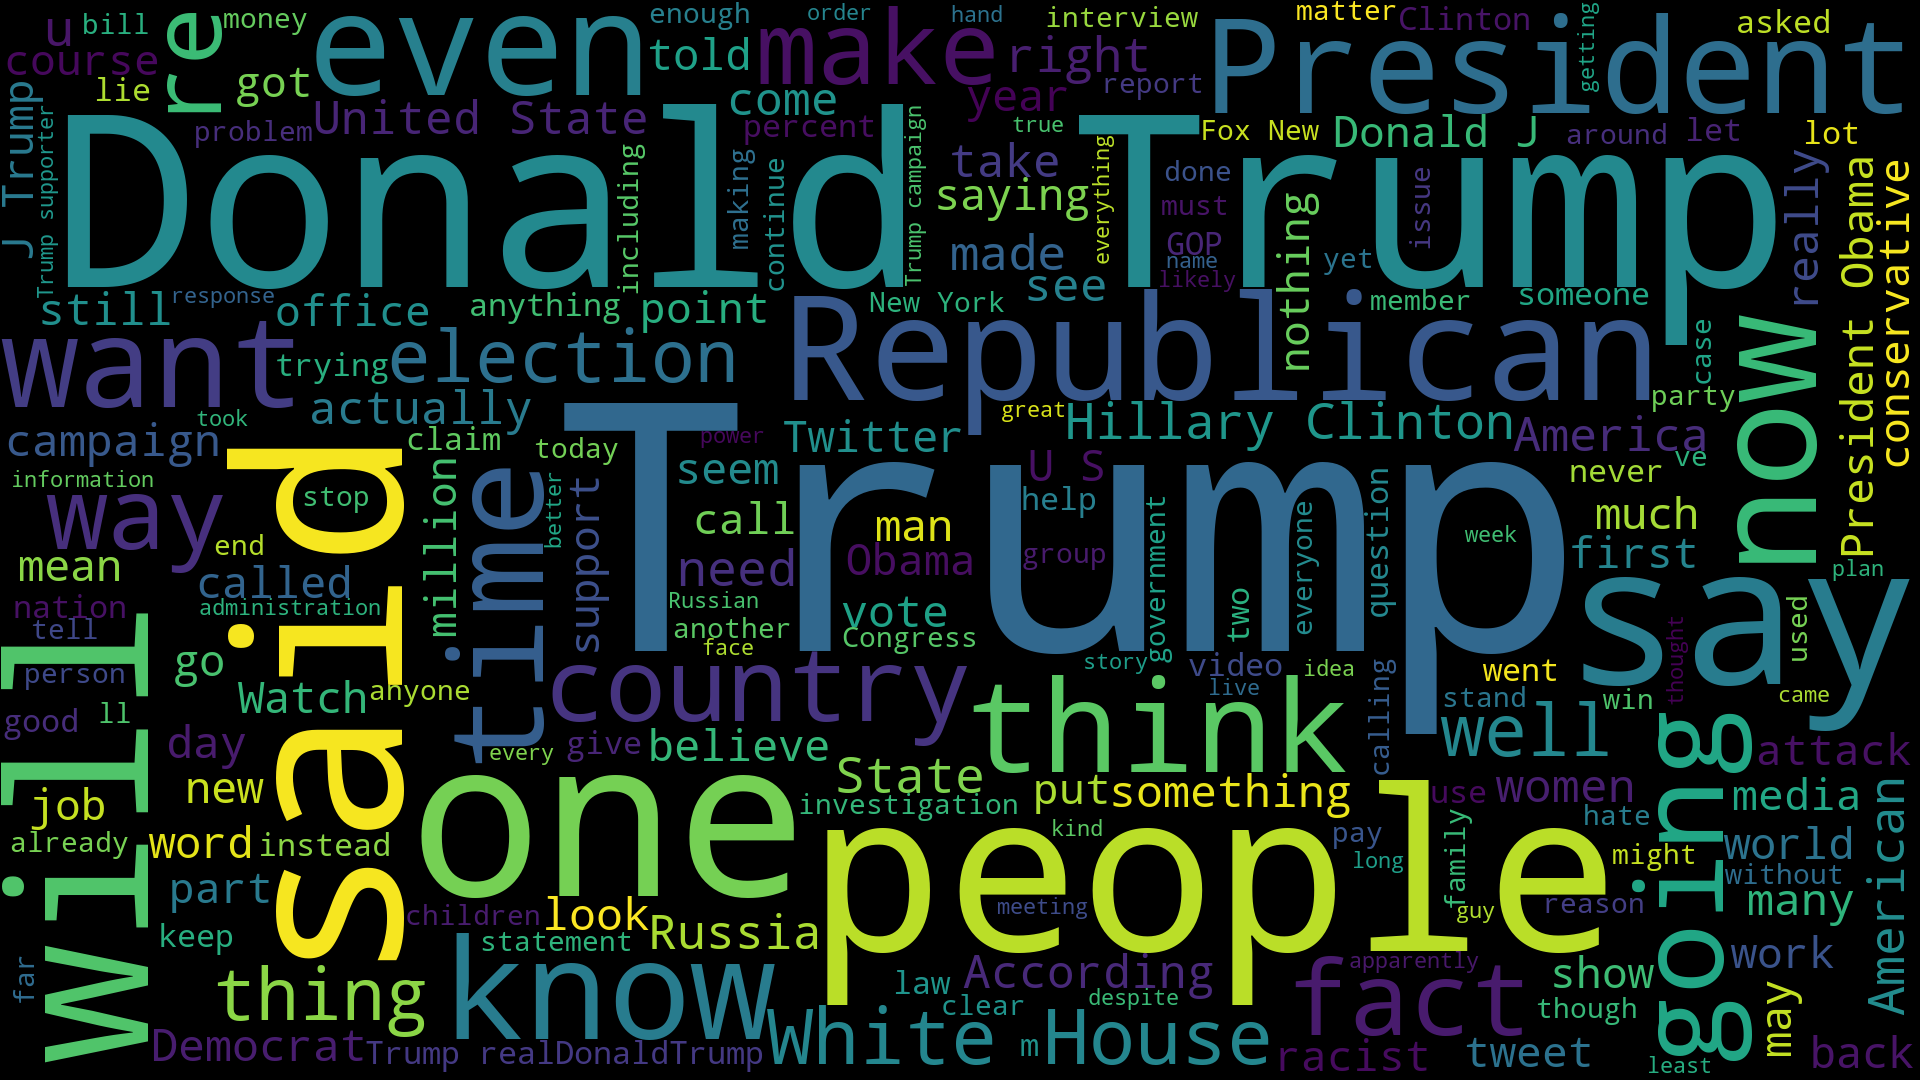 u
bill
money
re
even
enough
told
order
make
hand
interview
right
matter
Clinton
President
getting
asked
course
lie
got
come
year
report
J Trump
Trump supporter
problem
United State
Donald
including
making
continue
percent
Trump campaign
true
take
saying
everything
Trump
Fox New
Donald J
around
let
lot
done
must
GOP
name
likely
issue
nothing
yet
really
President Obama
conservative
made
see
still
response
office
anything
point
New York
Republican
member
someone
case
now
want
trying
election
actually
took
campaign
claim
today
power
Twitter
great
Hillary Clinton
America
party
information
way
said
stop
million
time
better
support
seem
Trump
U S
help
never
ve
call
man
question
week
much
end
mean
called
need
Obama
group
government
everyone
first
say
plan
nation
administration
Russian
vote
two
used
thought
tell
another
Congress
face
will
person
go
country
story
video
idea
live
went
Watch
anyone
think
calling
stand
win
came
good
ll
day
every
give
believe
well
going
attack
new
one
State
investigation
put
something
use
women
media
American
job
already
word
instead
people
kind
pay
long
family
hate
might
world
without
part
children
look
meeting
guy
reason
many
keep
statement
Russia
far
thing
know
law
According
clear
despite
apparently
fact
show
though
work
may
Democrat
Trump realDonaldTrump
White House
m
racist
tweet
least
back